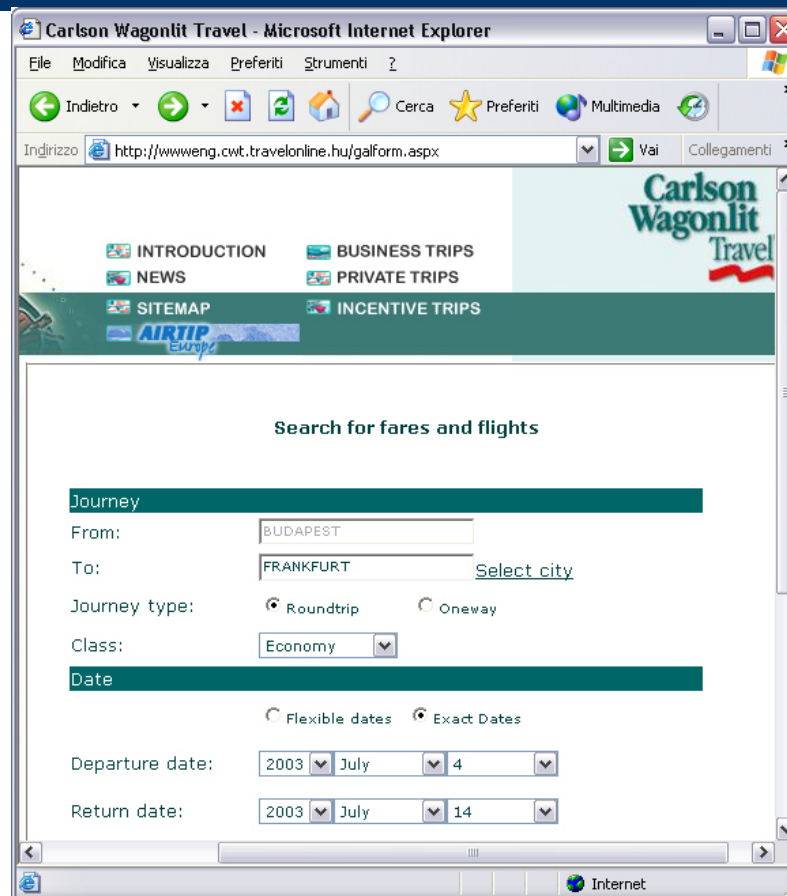 Carlson Wagonlit Travel - Microsoft Internet Explorer
File Modifica Visualizza Preferiti Strumenti ?
Indietro Cerca Preferiti Multimedia
Indirizzo http://wwweng.cwt.travelonline.hu/galform.aspx Vai Collegamenti
Carlson
Wagonlit
Travel
INTRODUCTION BUSINESS TRIPS
NEWS PRIVATE TRIPS
SITEMAP INCENTIVE TRIPS
AIRTIP
Europe
Search for fares and flights
Journey
From: BUDAPEST
To: FRANKFURT Select city
Journey type: Roundtrip Oneway
Class: Economy
Date
Flexible dates Exact Dates
Departure date: 2003 July 4
Return date: 2003 July 14
Internet